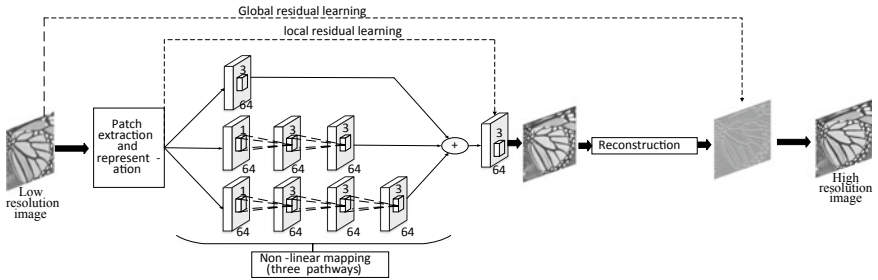 Global residual learning
local residual learning
3
64
Patch
extraction and
represent -
ation
1
3
3
64
64
64
+
3
64
Reconstruction
Low
resolution
image
High
resolution
image
1
3
3
3
64
64
64
64
Non -linear mapping
(three pathways)